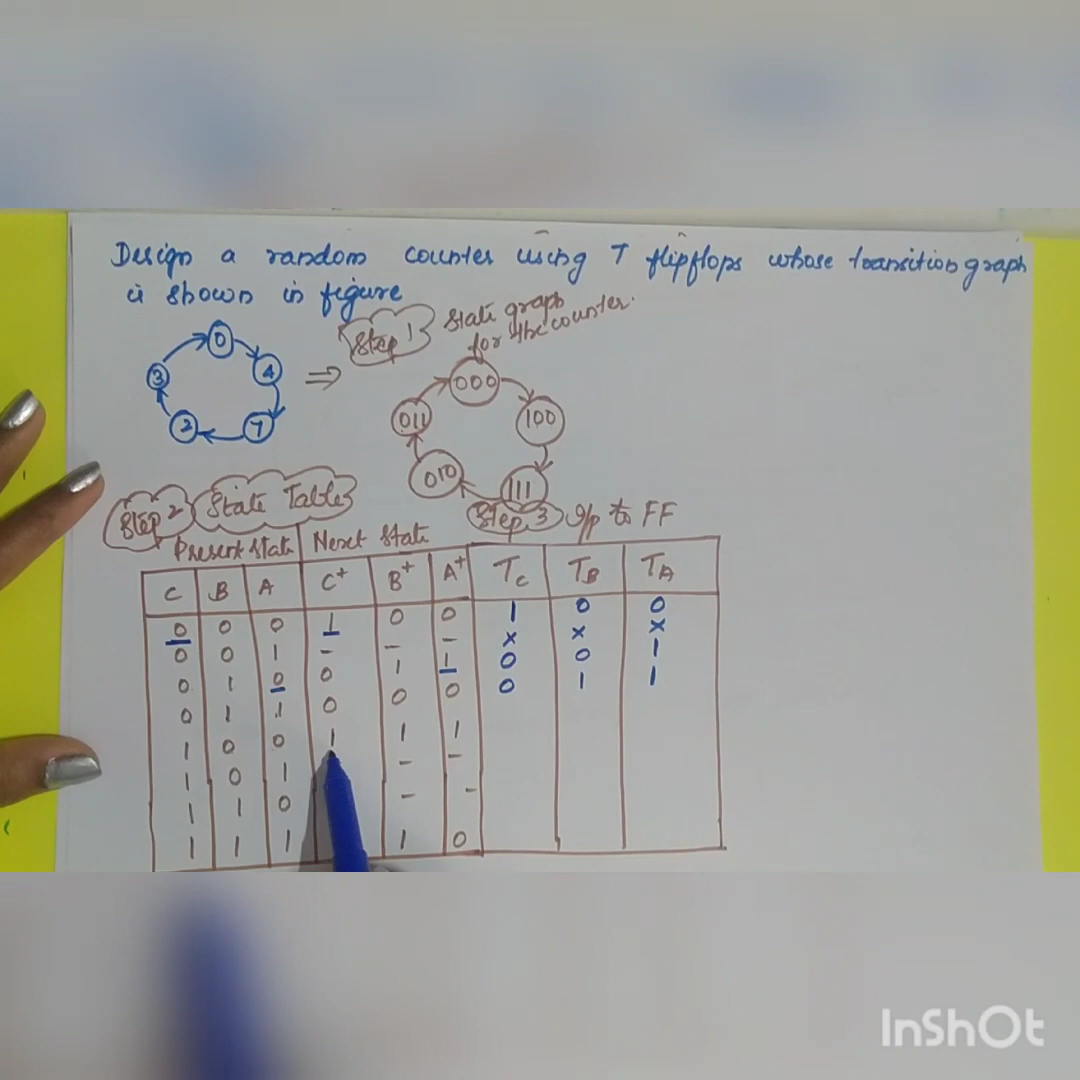 Design a random counter using T flipflops whose transition graph
is shown in figure
Step 1 State graph
for the counter.
0
3 4
2 7
⇒
000
011 100
010 111
Step 2 State Table Step 3 I/p to FF
Present state Next State
C B A C+ B+ A+ TC TB TA
0 0 0 1 0 0 1 0 0
0 0 1 - - - x x x
0 1 0 0 1 1 0 0 1
0 1 1 0 0 0 0 1 1
1 0 0 1 1 1
1 0 1 - -
1 1 0 - -
1 1 1 1 0
InShOt